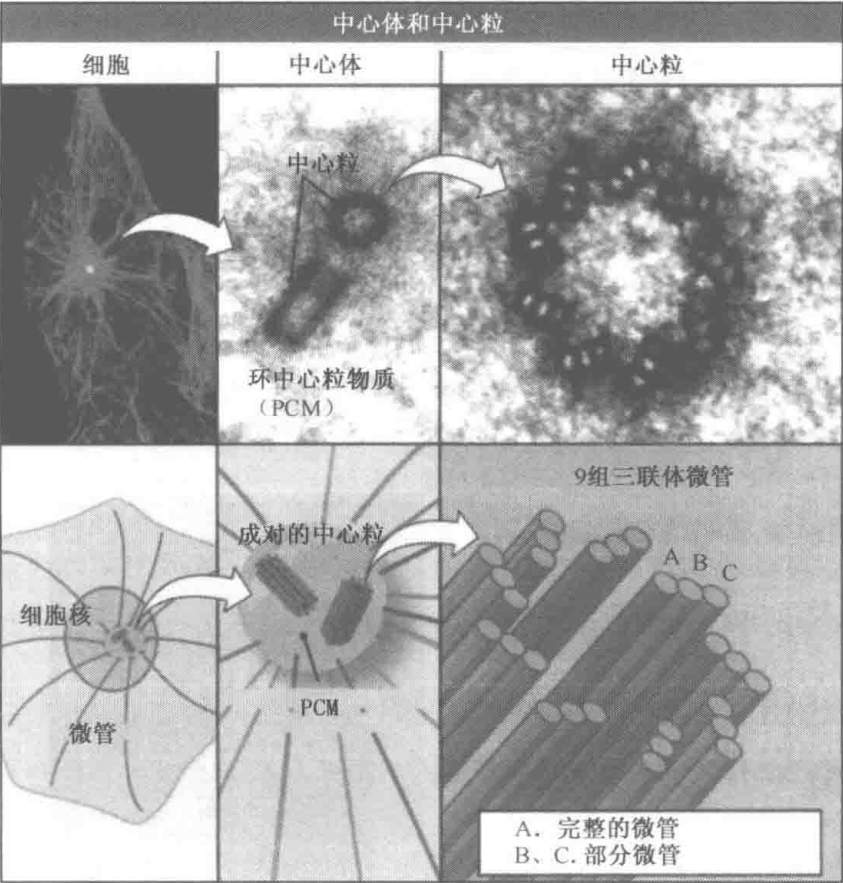 中心体和中心粒
细胞
中心体
中心粒
中心粒
环中心粒物质
（PCM）
成对的中心粒
9组三联体微管
A B C
细胞核
PCM
微管
A. 完整的微管
B、C. 部分微管